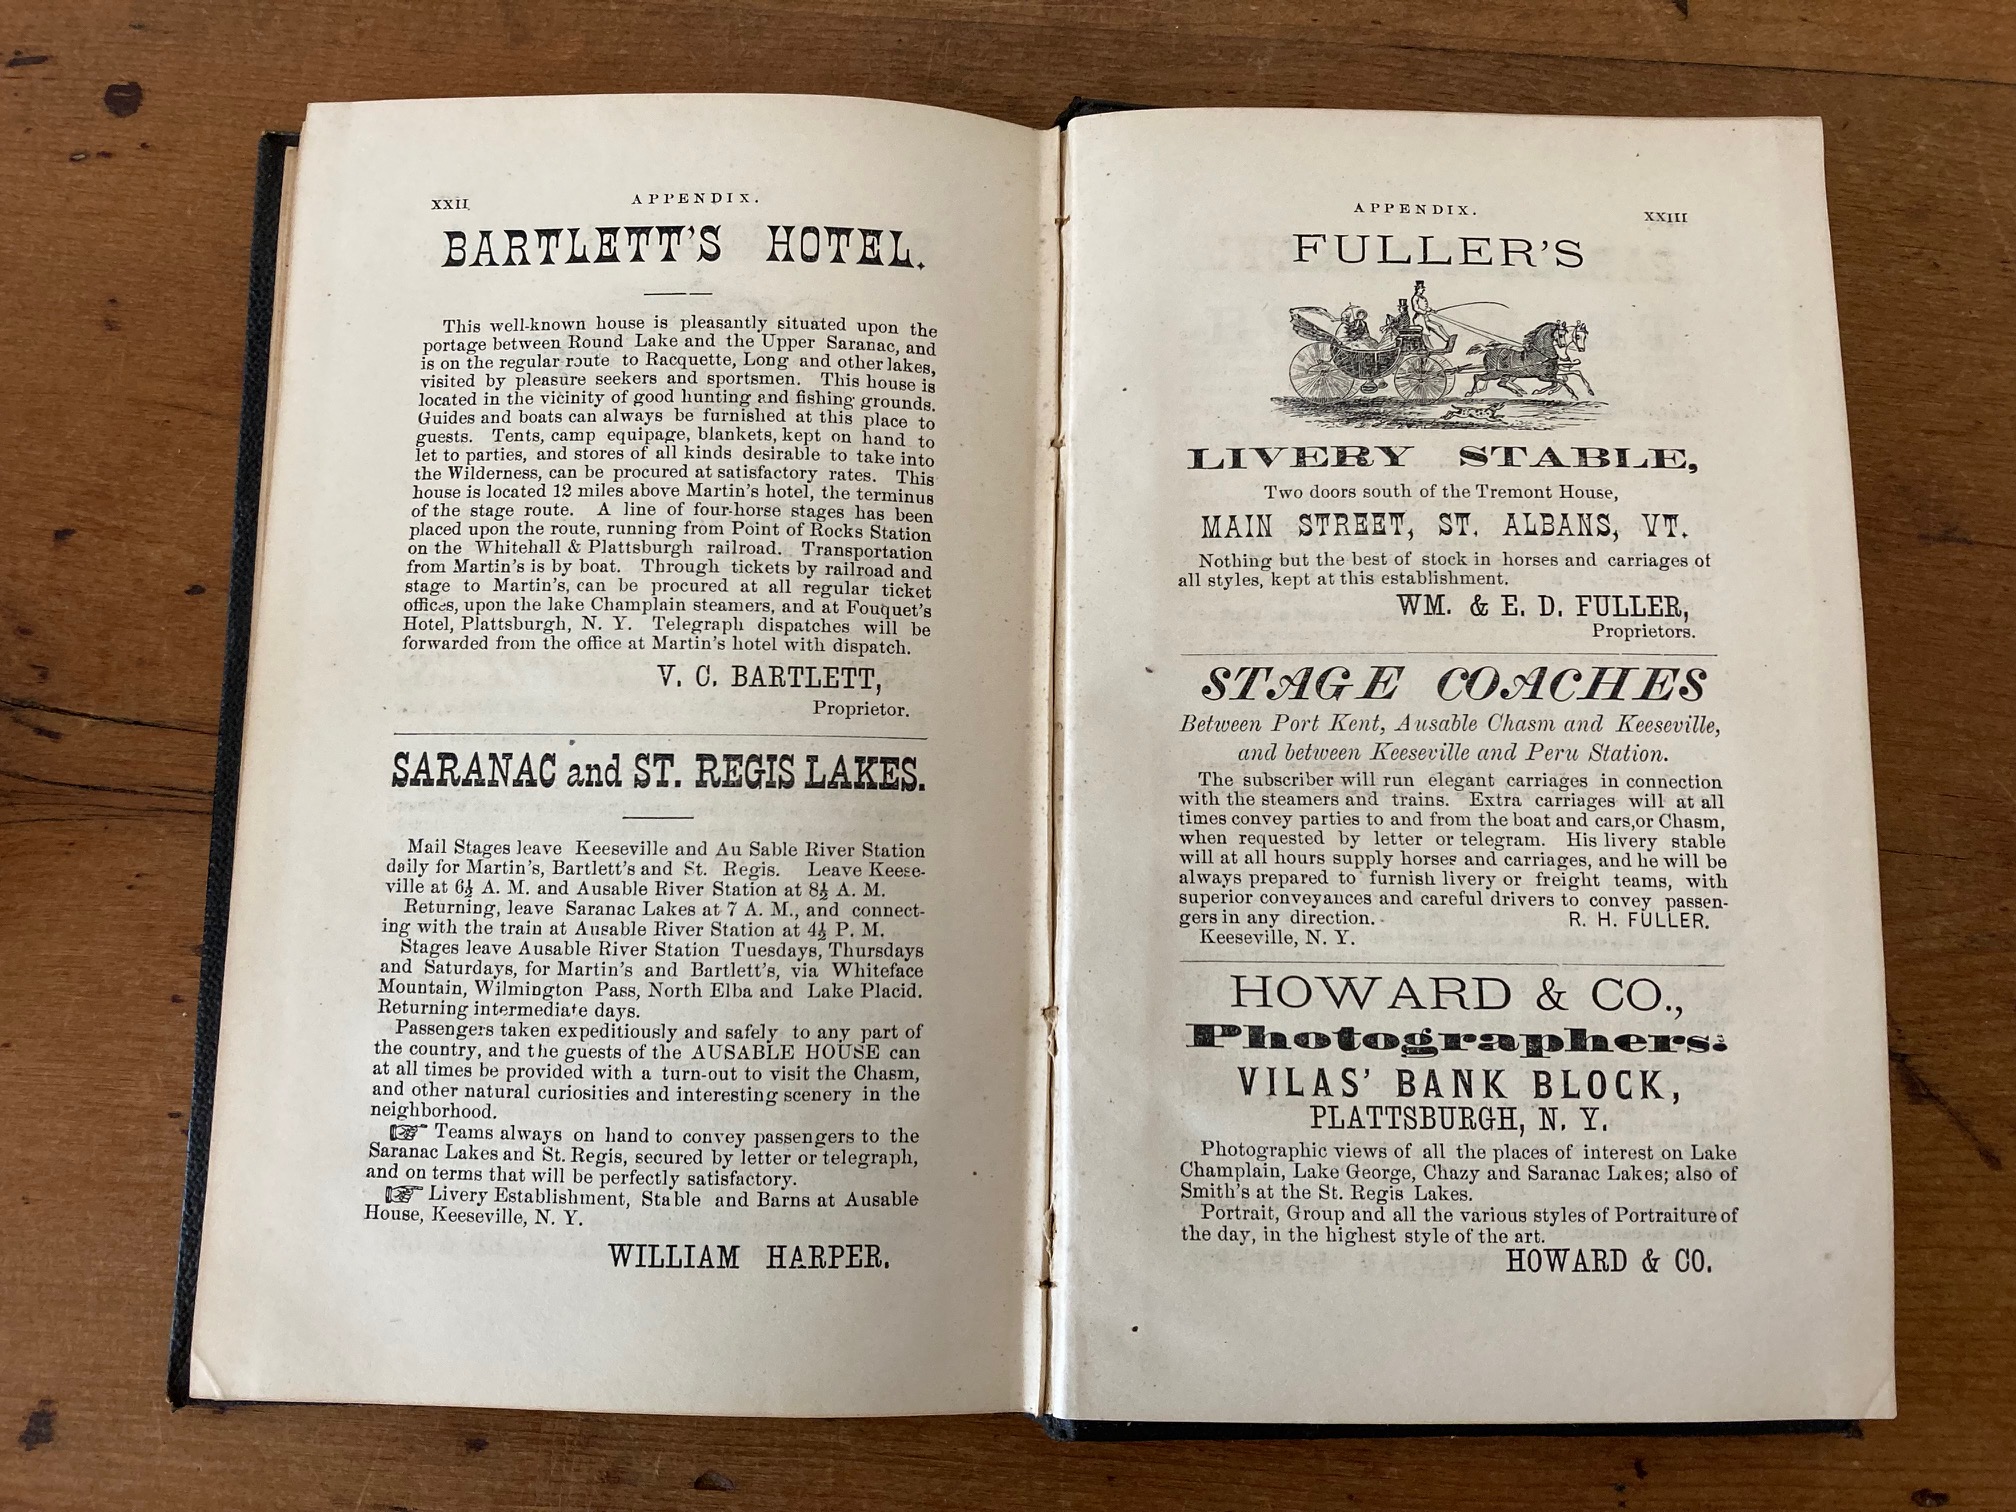 XXII APPENDIX.
BARTLETT'S HOTEL.
This well-known house is pleasantly situated upon the
portage between Round Lake and the Upper Saranac, and
is on the regular route to Racquette, Long and other lakes,
visited by pleasure seekers and sportsmen. This house is
located in the vicinity of good hunting and fishing grounds.
Guides and boats can always be furnished at this place to
guests. Tents, camp equipage, blankets, kept on hand to
let to parties, and stores of all kinds desirable to take into
the Wilderness, can be procured at satisfactory rates. This
house is located 12 miles above Martin's hotel, the terminus
of the stage route. A line of four-horse stages has been
placed upon the route, running from Point of Rocks Station
on the Whitehall & Plattsburgh railroad. Transportation
from Martin's is by boat. Through tickets by railroad and
stage to Martin's, can be procured at all regular ticket
offices, upon the lake Champlain steamers, and at Fouquet's
Hotel, Plattsburgh, N. Y. Telegraph dispatches will be
forwarded from the office at Martin's hotel with dispatch.
V. C. BARTLETT,
Proprietor.
SARANAC and ST. REGIS LAKES.
Mail Stages leave Keeseville and Au Sable River Station
daily for Martin's, Bartlett's and St. Regis. Leave Keese-
ville at 6½ A. M. and Ausable River Station at 8½ A. M.
Returning, leave Saranac Lakes at 7 A. M., and connect-
ing with the train at Ausable River Station at 4½ P. M.
Stages leave Ausable River Station Tuesdays, Thursdays
and Saturdays, for Martin's and Bartlett's, via Whiteface
Mountain, Wilmington Pass, North Elba and Lake Placid.
Returning intermediate days.
Passengers taken expeditiously and safely to any part of
the country, and the guests of the AUSABLE HOUSE can
at all times be provided with a turn-out to visit the Chasm,
and other natural curiosities and interesting scenery in the
neighborhood.
☞ Teams always on hand to convey passengers to the
Saranac Lakes and St. Regis, secured by letter or telegraph,
and on terms that will be perfectly satisfactory.
☞ Livery Establishment, Stable and Barns at Ausable
House, Keeseville, N. Y.
WILLIAM HARPER.
APPENDIX. XXIII
FULLER'S
LIVERY STABLE,
Two doors south of the Tremont House,
MAIN STREET, ST. ALBANS, VT.
Nothing but the best of stock in horses and carriages of
all styles, kept at this establishment.
WM. & E. D. FULLER,
Proprietors.
STAGE COACHES
Between Port Kent, Ausable Chasm and Keeseville,
and between Keeseville and Peru Station.
The subscriber will run elegant carriages in connection
with the steamers and trains. Extra carriages will at all
times convey parties to and from the boat and cars, or Chasm,
when requested by letter or telegram. His livery stable
will at all hours supply horses and carriages, and he will be
always prepared to furnish livery or freight teams, with
superior conveyances and careful drivers to convey passen-
gers in any direction. R. H. FULLER.
Keeseville, N. Y.
HOWARD & CO.,
Photographers.
VILAS' BANK BLOCK,
PLATTSBURGH, N. Y.
Photographic views of all the places of interest on Lake
Champlain, Lake George, Chazy and Saranac Lakes; also of
Smith's at the St. Regis Lakes.
Portrait, Group and all the various styles of Portraiture of
the day, in the highest style of the art.
HOWARD & CO.